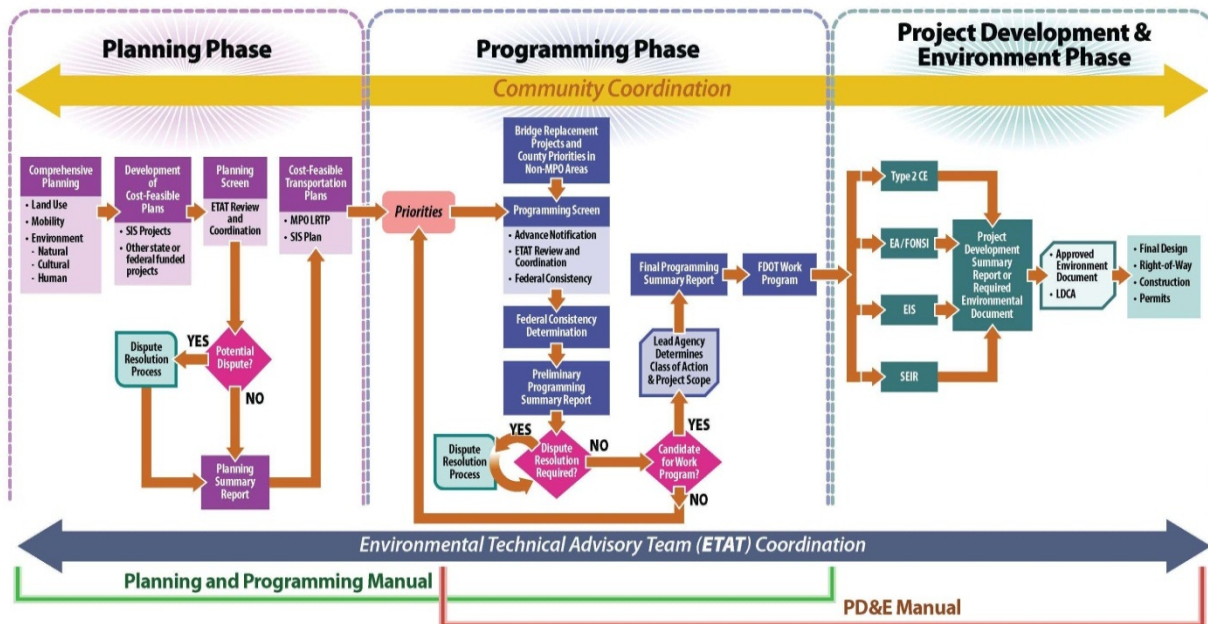 Planning Phase
Programming Phase
Project Development &
Environment Phase
Community Coordination
Comprehensive
Planning
• Land Use
• Mobility
• Environment
- Natural
- Cultural
- Human
Development
of
Cost-Feasible
Plans
• SIS Projects
• Other state or
federal funded
projects
Planning
Screen
ETAT Review
and
Coordination
Cost-Feasible
Transportation
Plans
• MPO LRTP
• SIS Plan
Potential
Dispute?
YES
NO
Dispute
Resolution
Process
Planning
Summary
Report
Priorities
Bridge Replacement
Projects and
County Priorities in
Non-MPO Areas
Programming Screen
• Advance Notification
• ETAT Review and
Coordination
• Federal Consistency
Federal Consistency
Determination
Preliminary
Programming
Summary Report
YES
Dispute
Resolution
Required?
NO
Dispute
Resolution
Process
Candidate
for Work
Program?
YES
NO
Lead Agency
Determines
Class of Action
& Project Scope
Final Programming
Summary Report
FDOT Work
Program
Type 2 CE
EA/FONSI
EIS
SEIR
Project
Development
Summary
Report or
Required
Environmental
Document
• Approved
Environment
Document
• LDCA
• Final Design
• Right-of-Way
• Construction
• Permits
Environmental Technical Advisory Team (ETAT) Coordination
Planning and Programming Manual
PD&E Manual